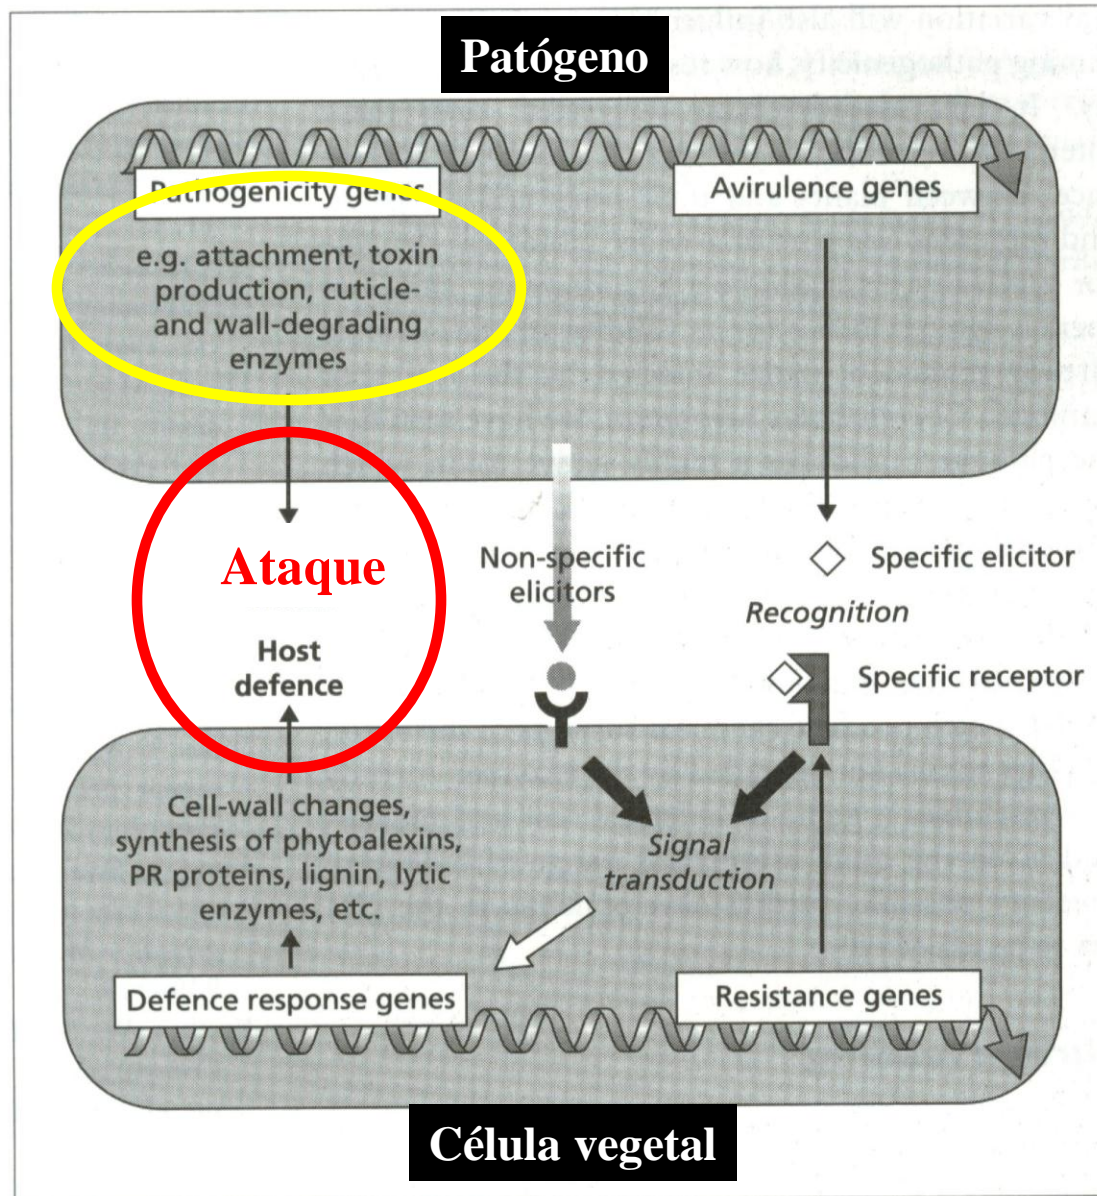 Patógeno
Pathogenicity genes
Avirulence genes
e.g. attachment, toxin
production, cuticle-
and wall-degrading
enzymes
Ataque
Non-specific
elicitors
Specific elicitor
Recognition
Host
defence
Specific receptor
Cell-wall changes,
synthesis of phytoalexins,
PR proteins, lignin, lytic
enzymes, etc.
Signal
transduction
Defence response genes
Resistance genes
Célula vegetal